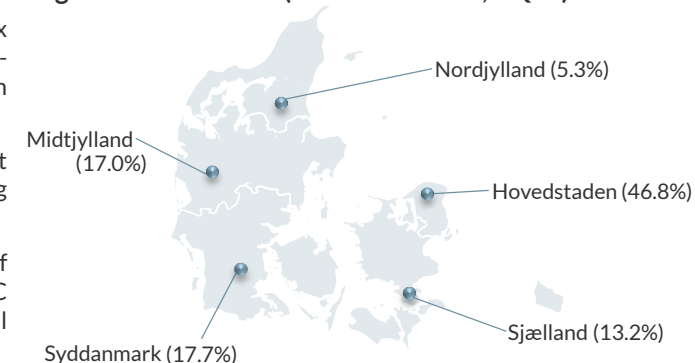 Nordjylland (5.3%)
Midtjylland
(17.0%)
Hovedstaden (46.8%)
Sjælland (13.2%)
Syddanmark (17.7%)